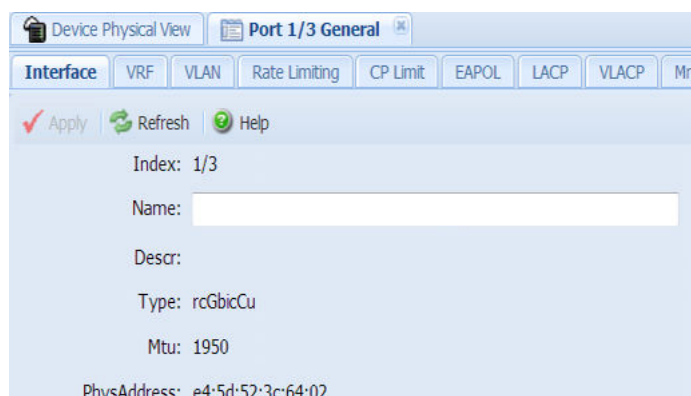 Device Physical View Port 1/3 General
Interface VRF VLAN Rate Limiting CP Limit EAPOL LACP VLACP
Apply Refresh Help
Index: 1/3
Name:
Descr:
Type: rcGbicCu
Mtu: 1950
PhysAddress: e4:5d:52:3c:64:02